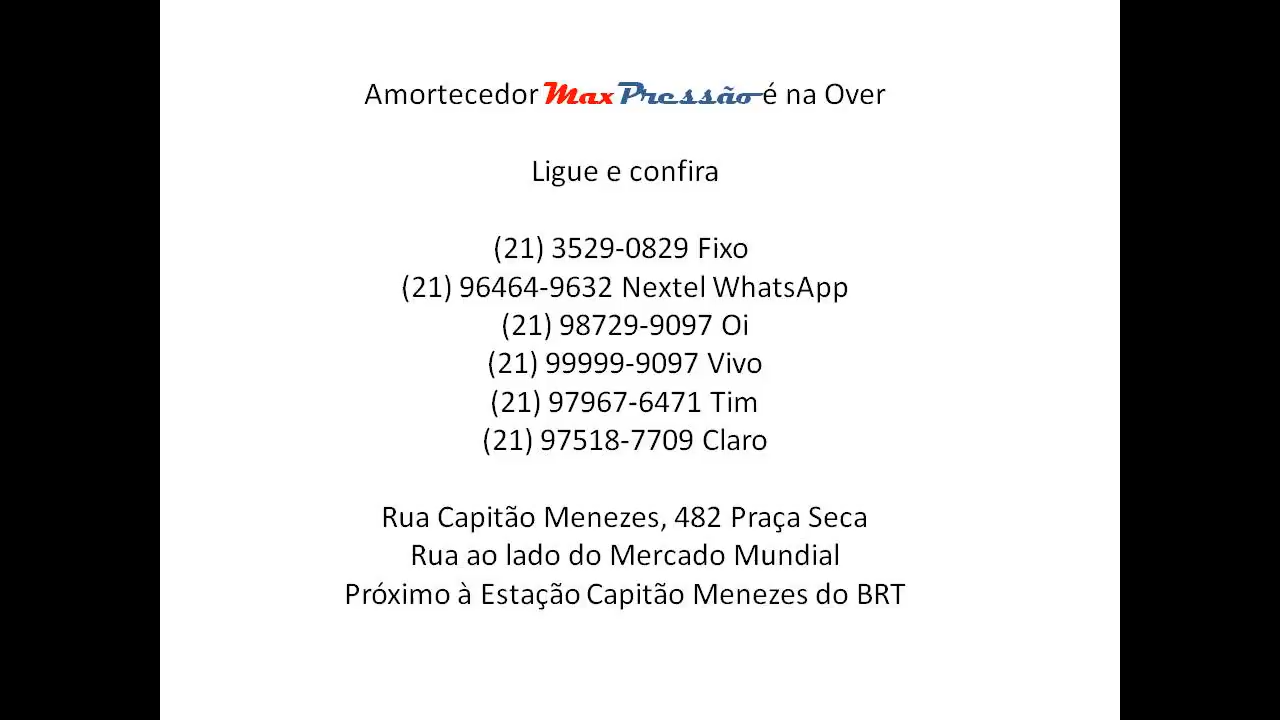 Amortecedor Max Pressão é na Over
Ligue e confira
(21) 3529-0829 Fixo
(21) 96464-9632 Nextel WhatsApp
(21) 98729-9097 Oi
(21) 99999-9097 Vivo
(21) 97967-6471 Tim
(21) 97518-7709 Claro
Rua Capitão Menezes, 482 Praça Seca
Rua ao lado do Mercado Mundial
Próximo à Estação Capitão Menezes do BRT